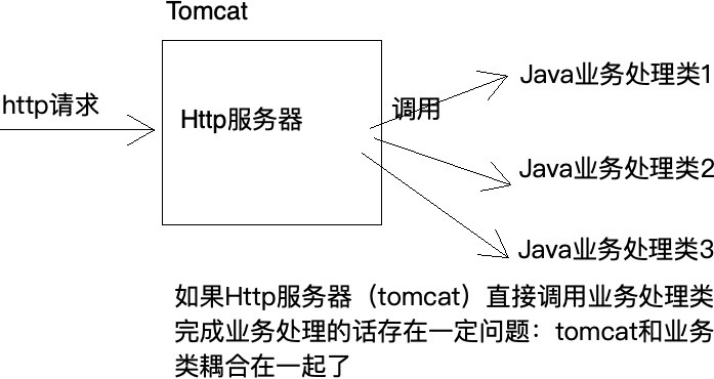 Tomcat
http请求
Http服务器
调用
Java业务处理类1
Java业务处理类2
Java业务处理类3
如果Http服务器（tomcat）直接调用业务处理类
完成业务处理的话存在一定问题：tomcat和业务
类耦合在一起了